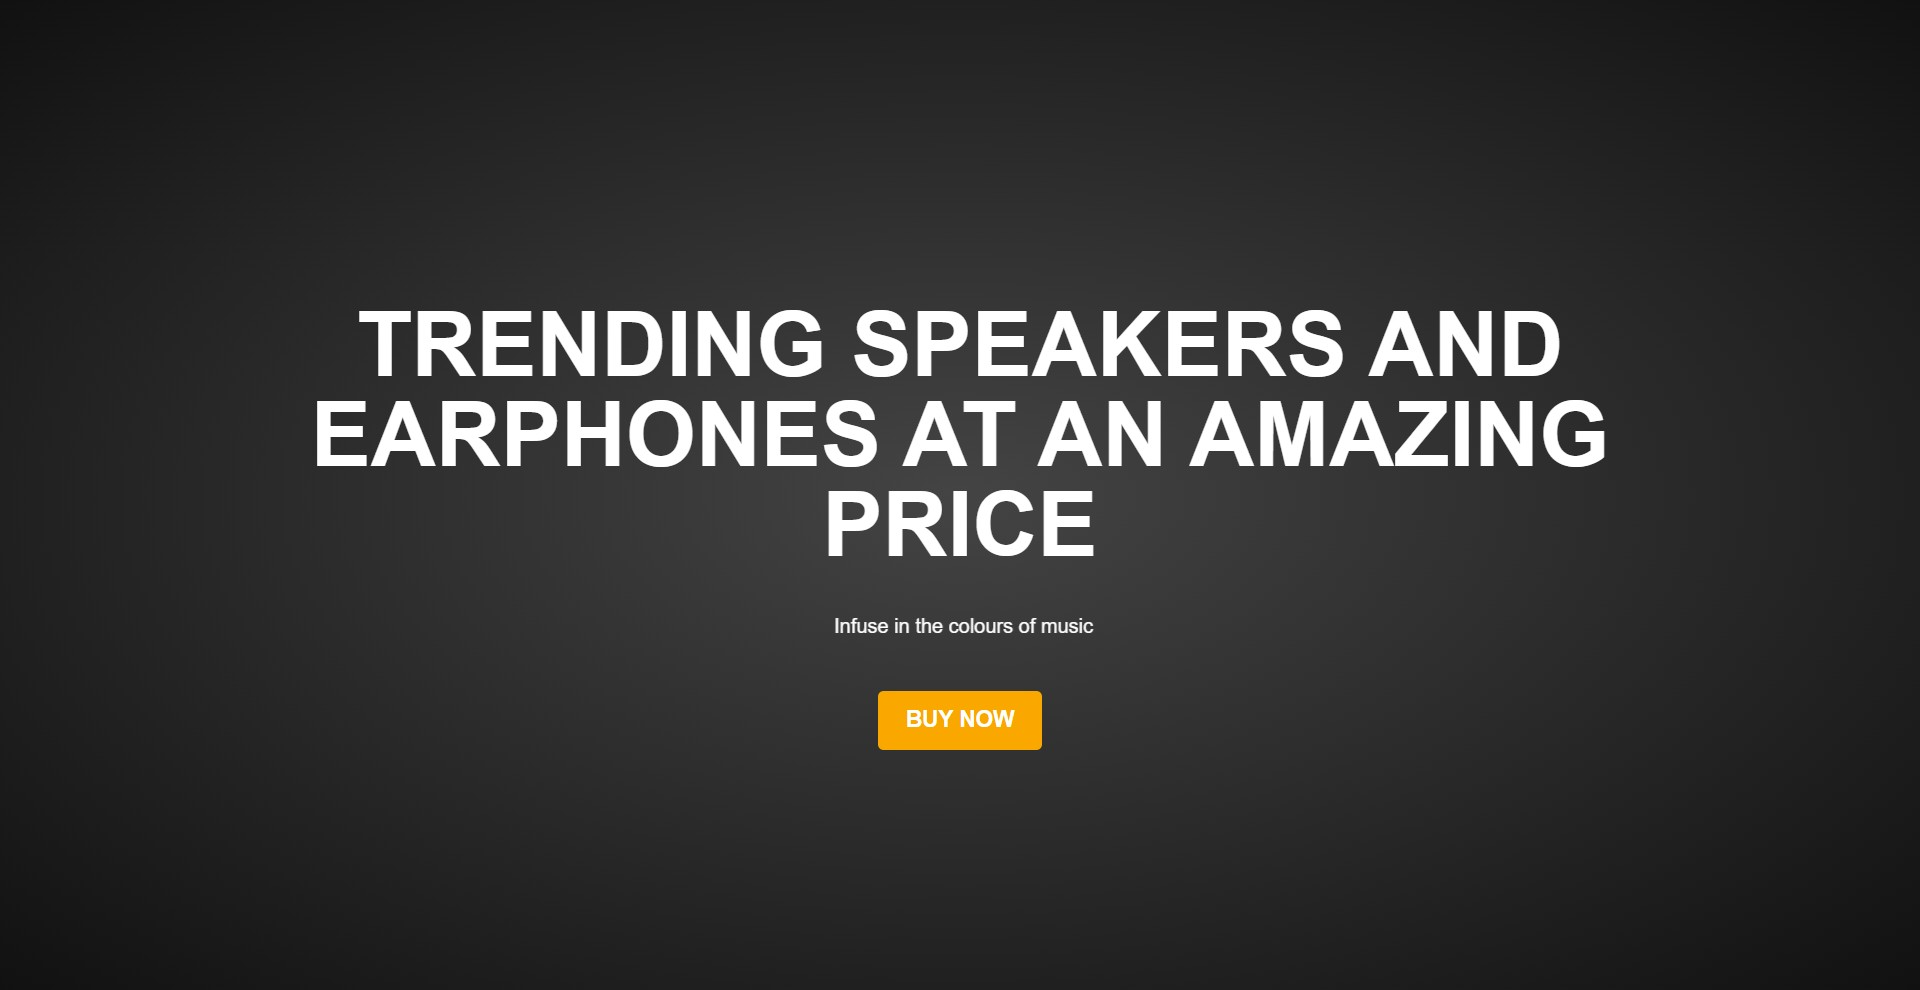 TRENDING SPEAKERS AND
EARPHONES AT AN AMAZING
PRICE
Infuse in the colours of music
BUY NOW